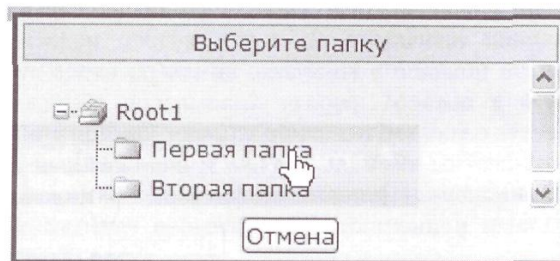 Выберите папку
Root1
Первая папка
Вторая папка
Отмена